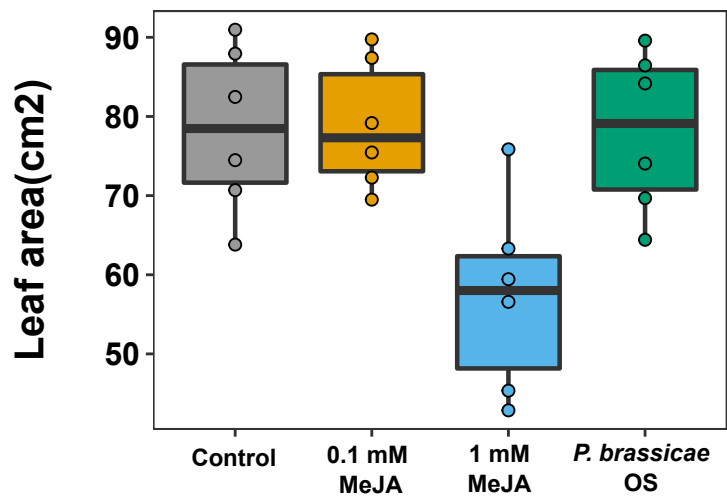 Leaf area(cm2)
90
80
70
60
50
Control
0.1 mM
MeJA
1 mM
MeJA
P. brassicae
OS